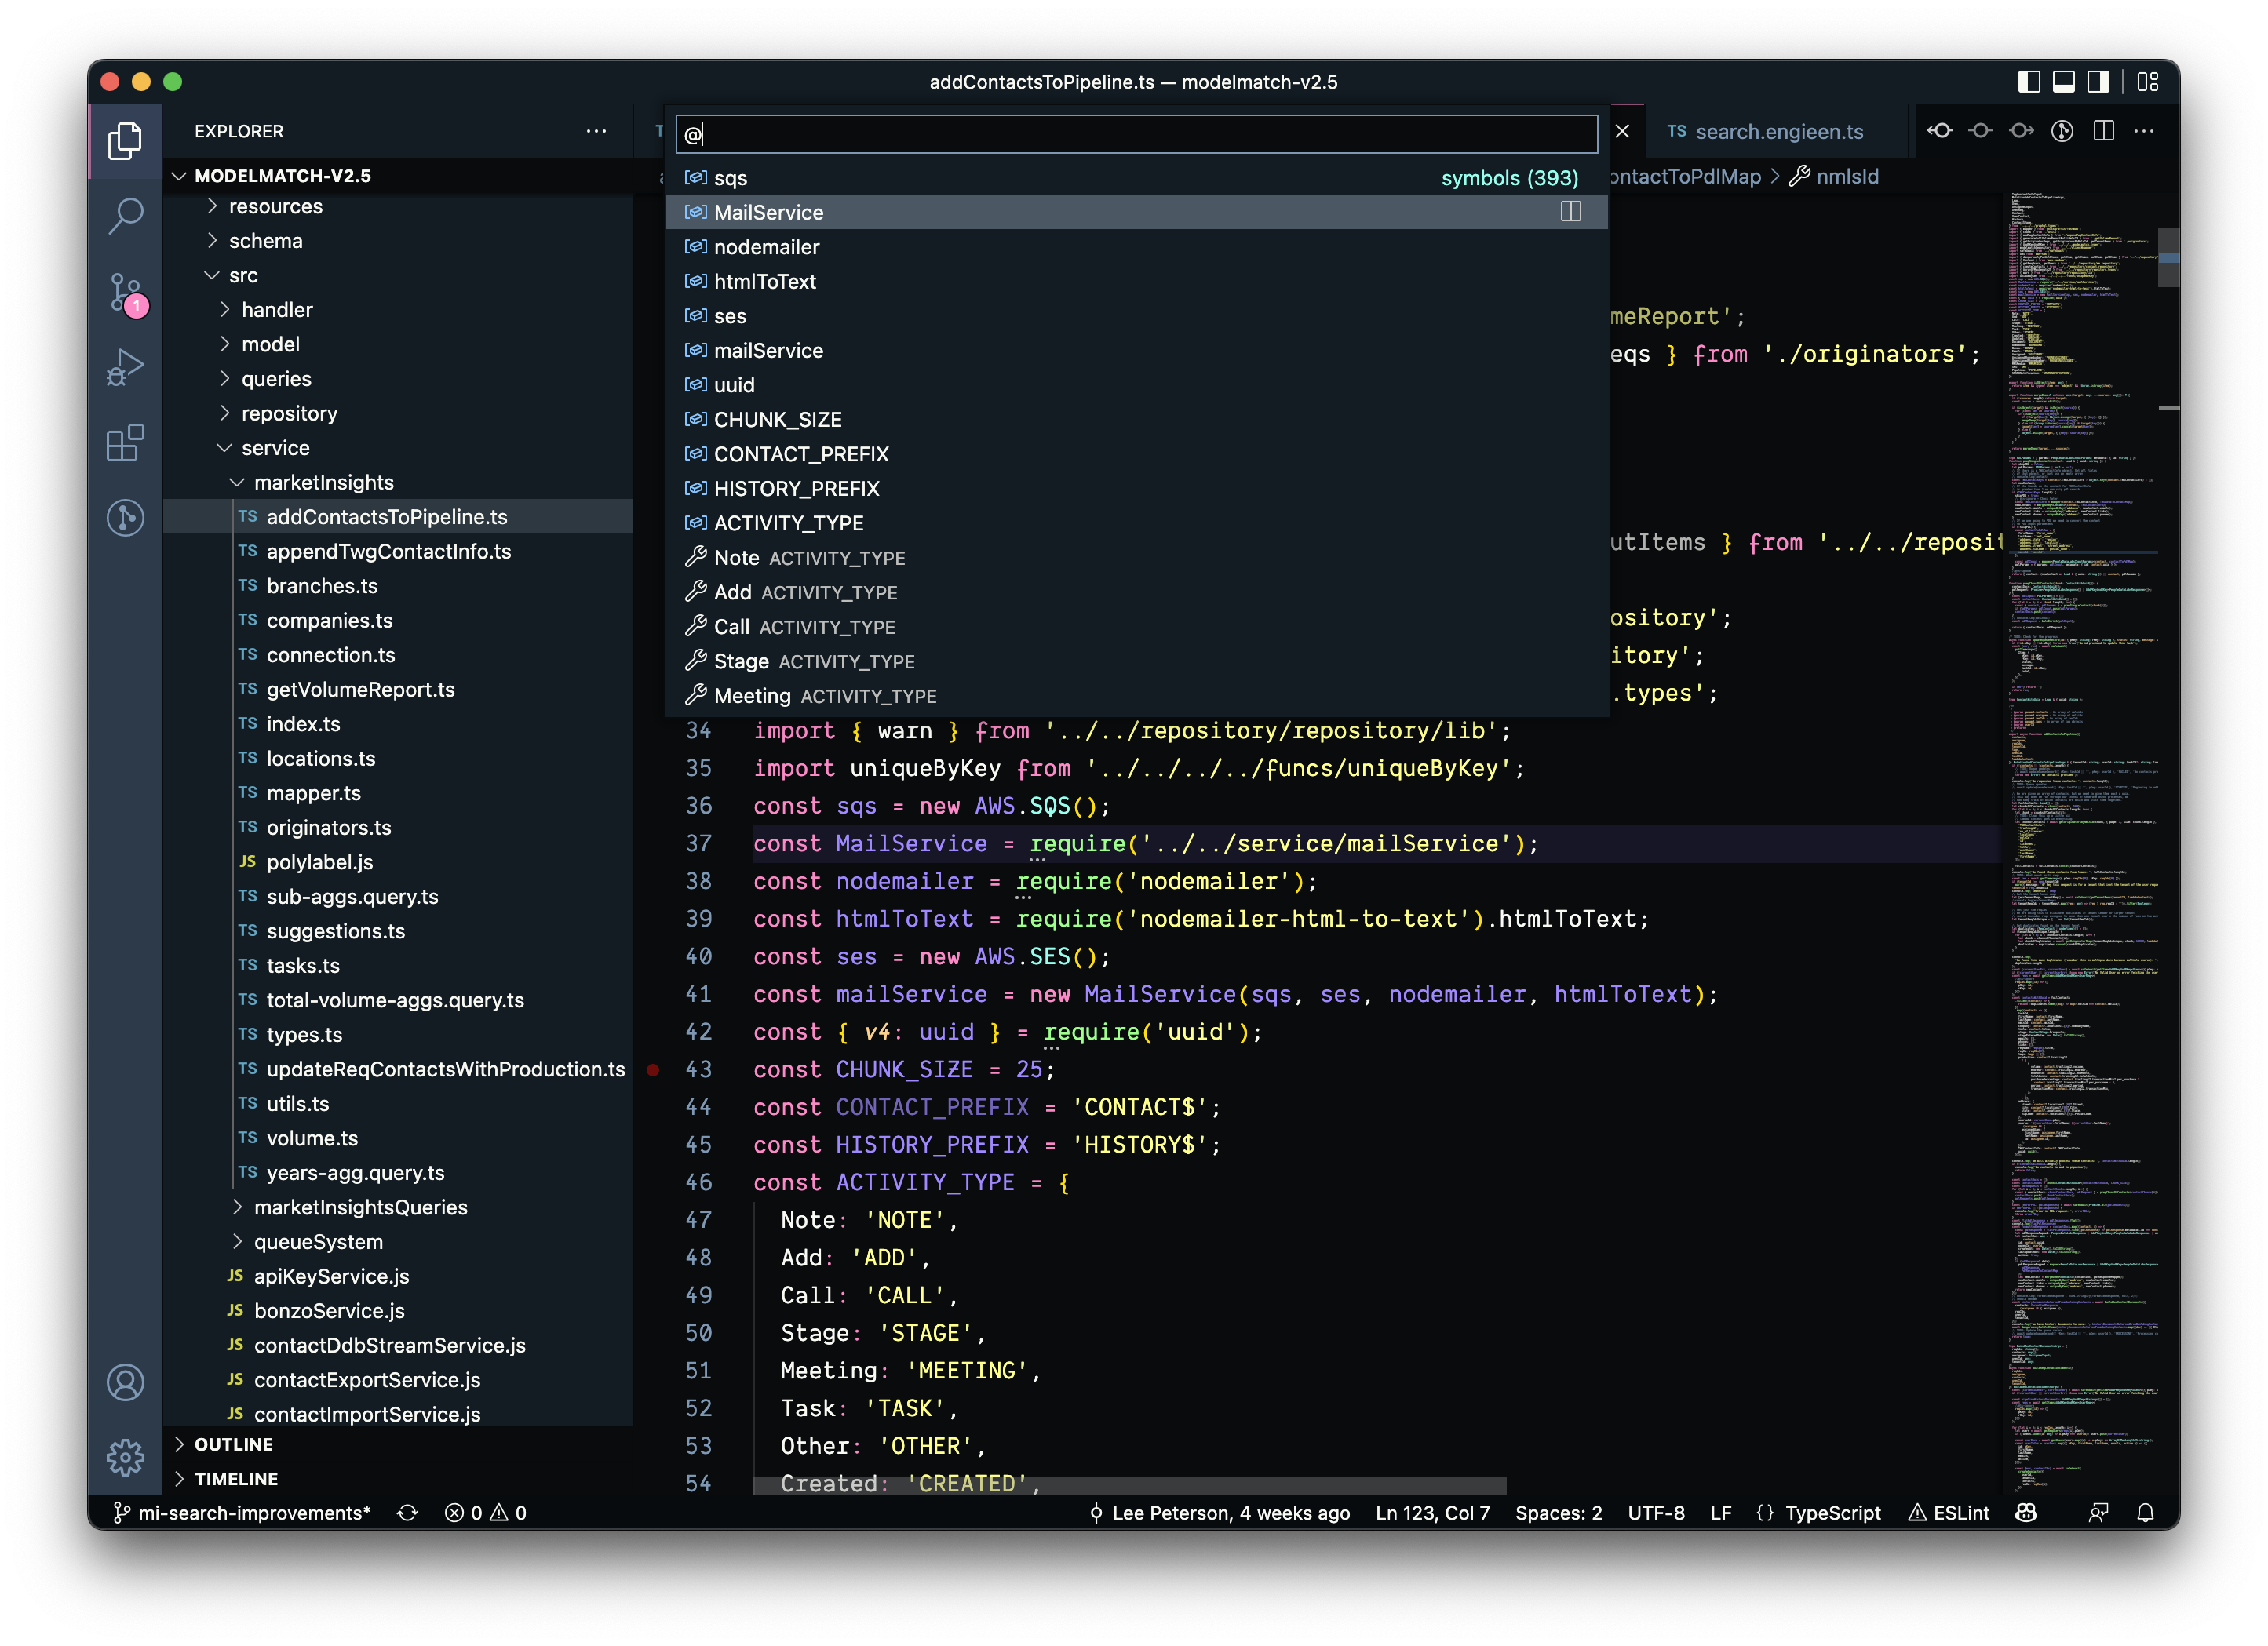 addContactsToPipeline.ts — modelmatch-v2.5
EXPLORER
MODELMATCH-V2.5
resources
schema
src
handler
model
queries
repository
service
marketInsights
TS addContactsToPipeline.ts
TS appendTwgContactInfo.ts
TS branches.ts
TS companies.ts
TS connection.ts
TS getVolumeReport.ts
TS index.ts
TS locations.ts
TS mapper.ts
TS originators.ts
JS polylabel.js
TS sub-aggs.query.ts
TS suggestions.ts
TS tasks.ts
TS total-volume-aggs.query.ts
TS types.ts
TS updateReqContactsWithProduction.ts
TS utils.ts
TS volume.ts
TS years-agg.query.ts
marketInsightsQueries
queueSystem
JS apiKeyService.js
JS bonzoService.js
JS contactDdbStreamService.js
JS contactExportService.js
JS contactImportService.js
OUTLINE
TIMELINE
1
@
sqs symbols (393)
MailService
nodemailer
htmlToText
ses
mailService
uuid
CHUNK_SIZE
CONTACT_PREFIX
HISTORY_PREFIX
ACTIVITY_TYPE
Note ACTIVITY_TYPE
Add ACTIVITY_TYPE
Call ACTIVITY_TYPE
Stage ACTIVITY_TYPE
Meeting ACTIVITY_TYPE
TS search.engieen.ts
ontactToPdlMap > nmlsId
meReport';
eqs } from './originators';
utItems } from '../../reposit
ository';
itory';
.types';
34 import { warn } from '../../repository/repository/lib';
35 import uniqueByKey from '../../../../funcs/uniqueByKey';
36 const sqs = new AWS.SQS();
37 const MailService = require('../../service/mailService');
38 const nodemailer = require('nodemailer');
39 const htmlToText = require('nodemailer-html-to-text').htmlToText;
40 const ses = new AWS.SES();
41 const mailService = new MailService(sqs, ses, nodemailer, htmlToText);
42 const { v4: uuid } = require('uuid');
43 const CHUNK_SIZE = 25;
44 const CONTACT_PREFIX = 'CONTACT$';
45 const HISTORY_PREFIX = 'HISTORY$';
46 const ACTIVITY_TYPE = {
47 Note: 'NOTE',
48 Add: 'ADD',
49 Call: 'CALL',
50 Stage: 'STAGE',
51 Meeting: 'MEETING',
52 Task: 'TASK',
53 Other: 'OTHER',
54 Created: 'CREATED',
mi-search-improvements* 0 0 Lee Peterson, 4 weeks ago Ln 123, Col 7 Spaces: 2 UTF-8 LF {} TypeScript ESLint